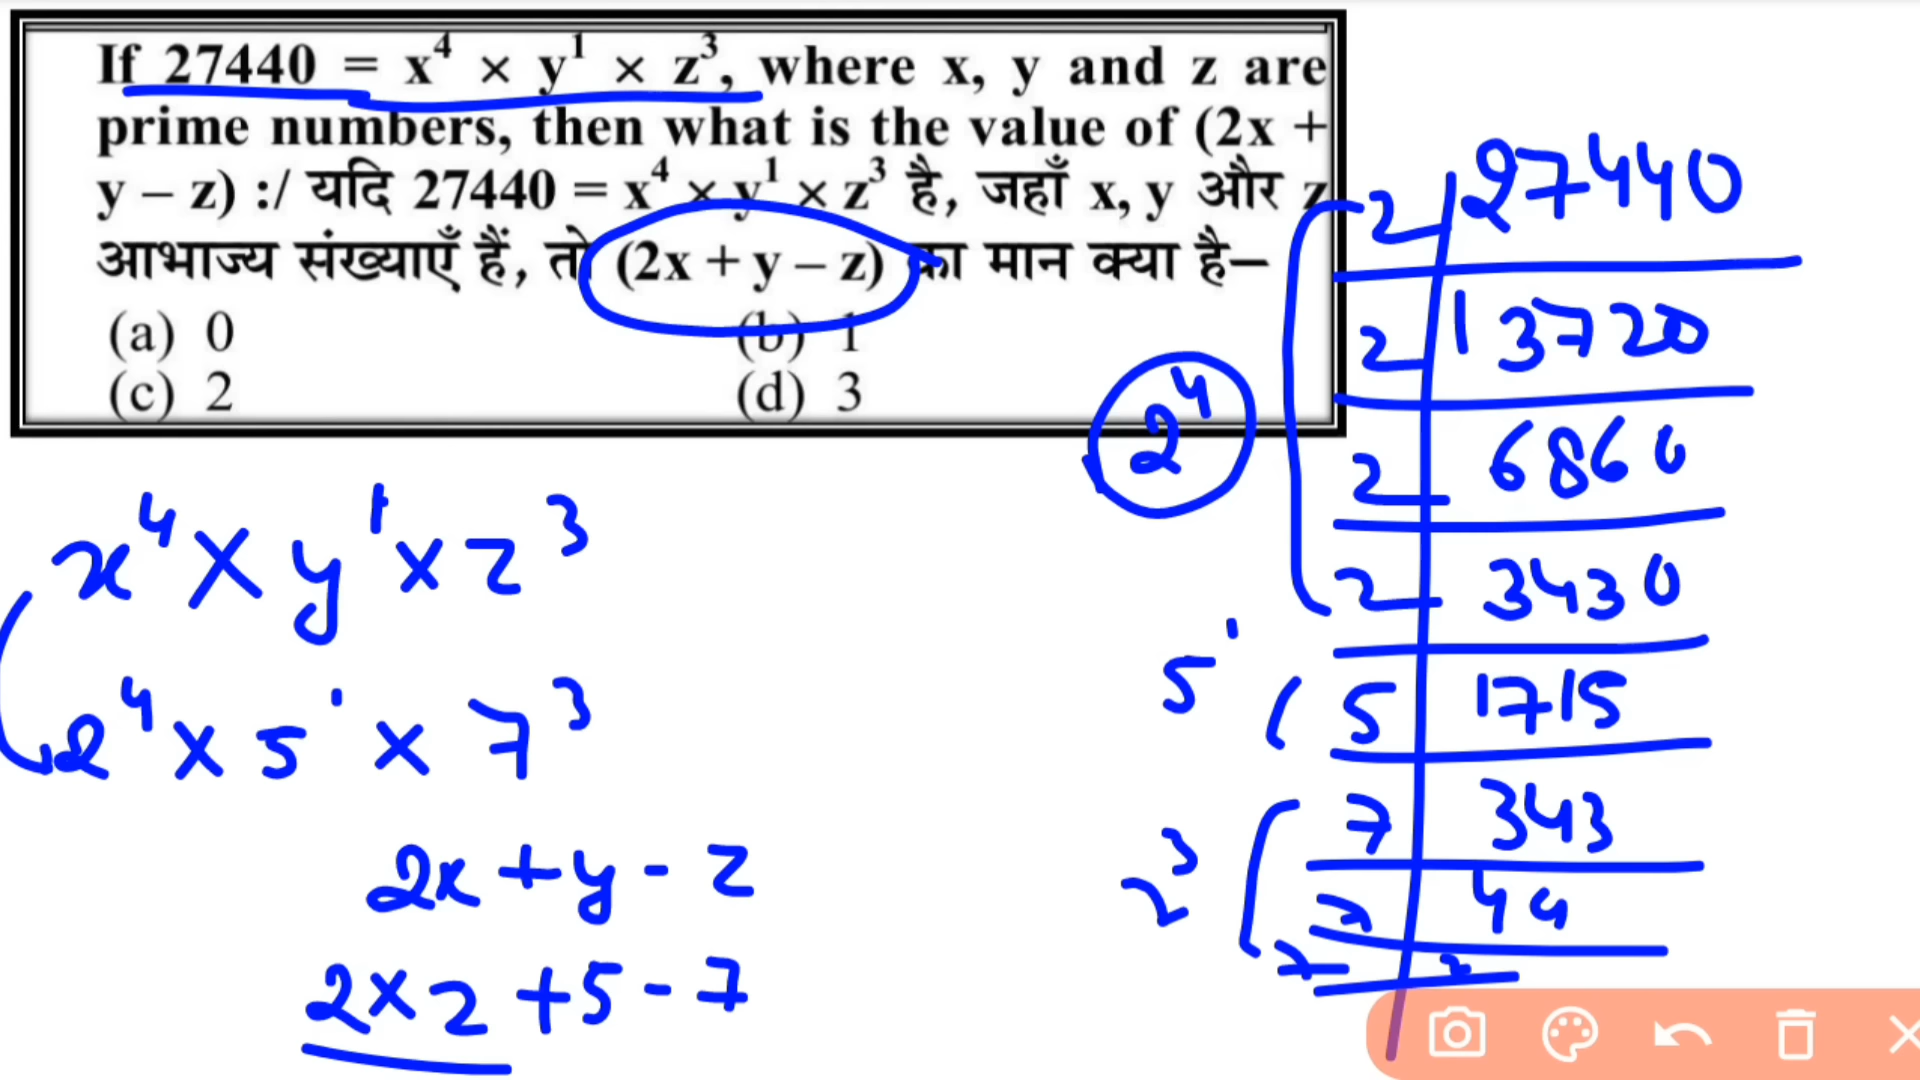 If 27440 = x⁴ × y¹ × z³, where x, y and z are
prime numbers, then what is the value of (2x +
y – z) :/ यदि 27440 = x⁴ × y¹ × z³ है, जहाँ x, y और z
आभाज्य संख्याएँ हैं, तो (2x + y – z) का मान क्या है–
(a) 0 (b) 1
(c) 2 (d) 3
x⁴ × y¹ × z³
2⁴ × 5¹ × 7³
2x + y - z
2×2 + 5 - 7
2⁴
5¹
7³
2 27440
2 13720
2 6860
2 3430
5 1715
7 343
7 49
7 7